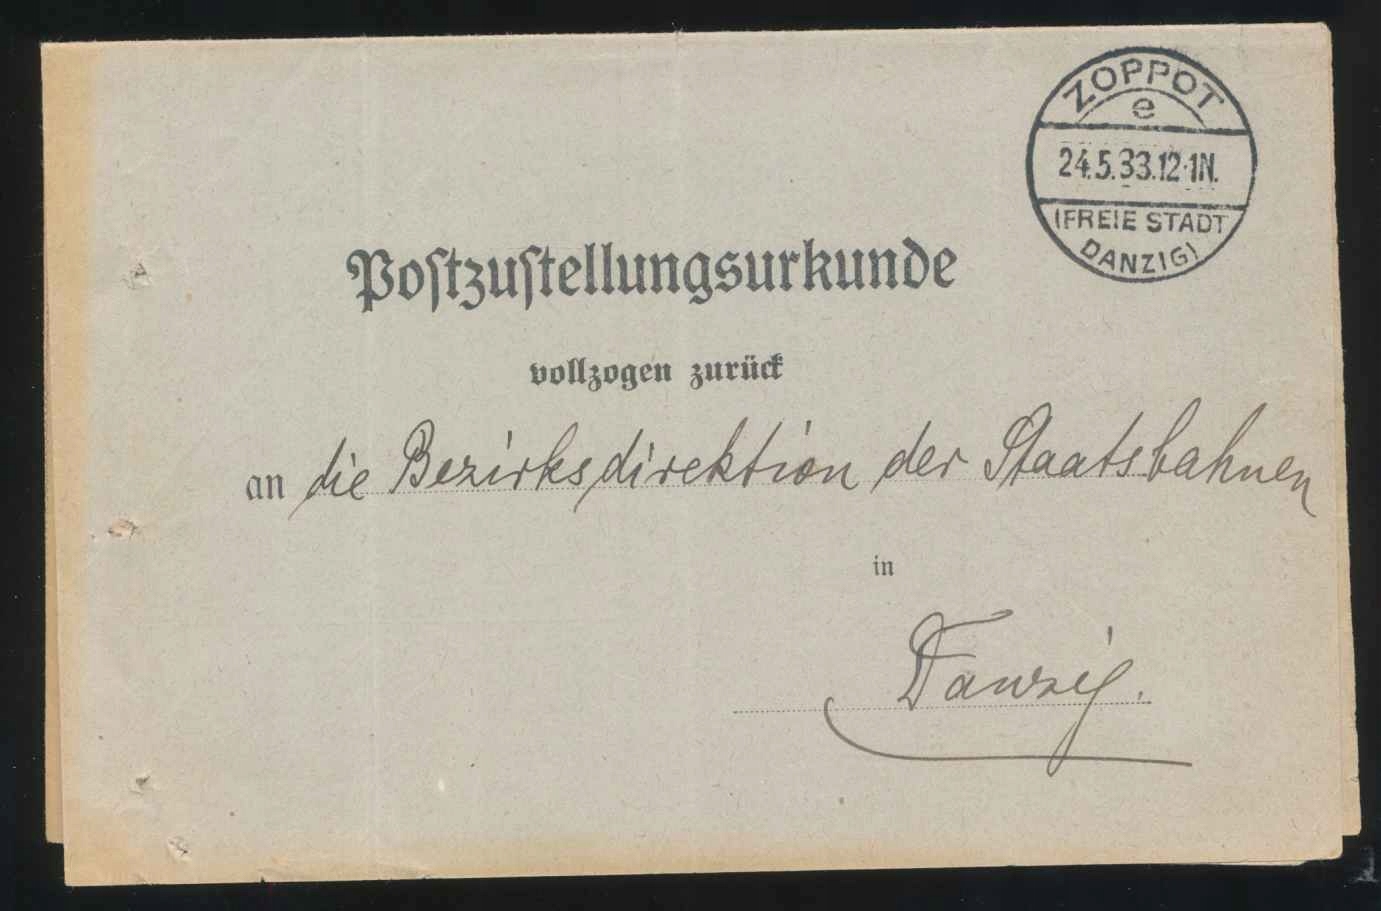 ZOPPOT
e
24.5.33.12-1N.
(FREIE STADT
DANZIG)
Postzustellungsurkunde
vollzogen zurück
an die Bezirksdirektion der Staatsbahnen
in
Danzig.